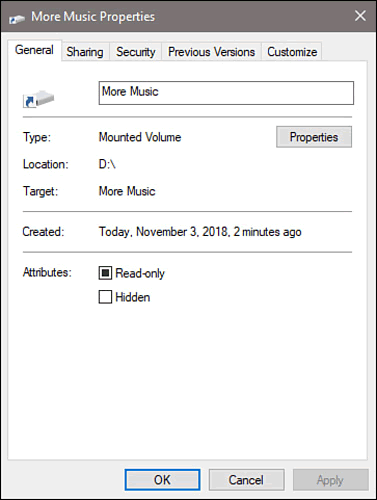 More Music Properties
General Sharing Security Previous Versions Customize
More Music
Type: Mounted Volume Properties
Location: D:\
Target: More Music
Created: Today, November 3, 2018, 2 minutes ago
Attributes: Read-only
Hidden
OK Cancel Apply